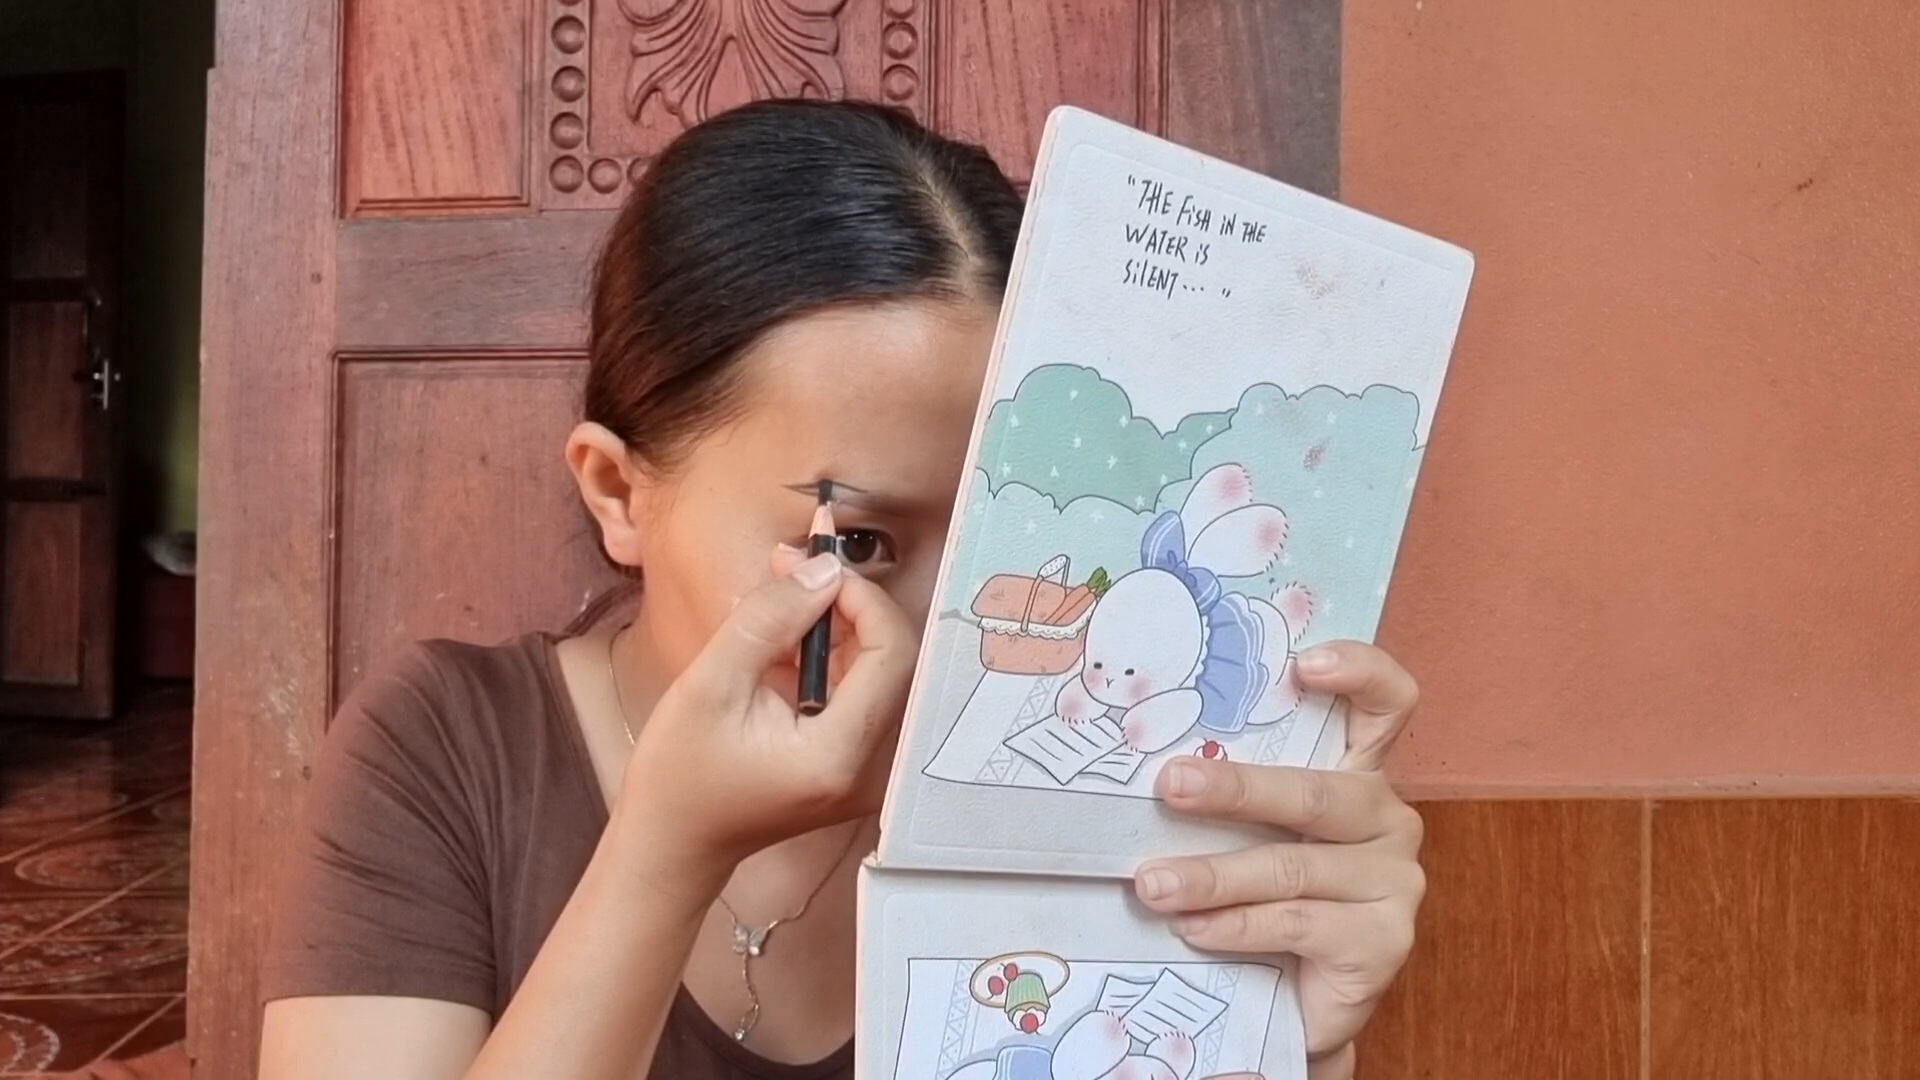 "THE FiSH iN THE
WATER iS
SiLENT... "